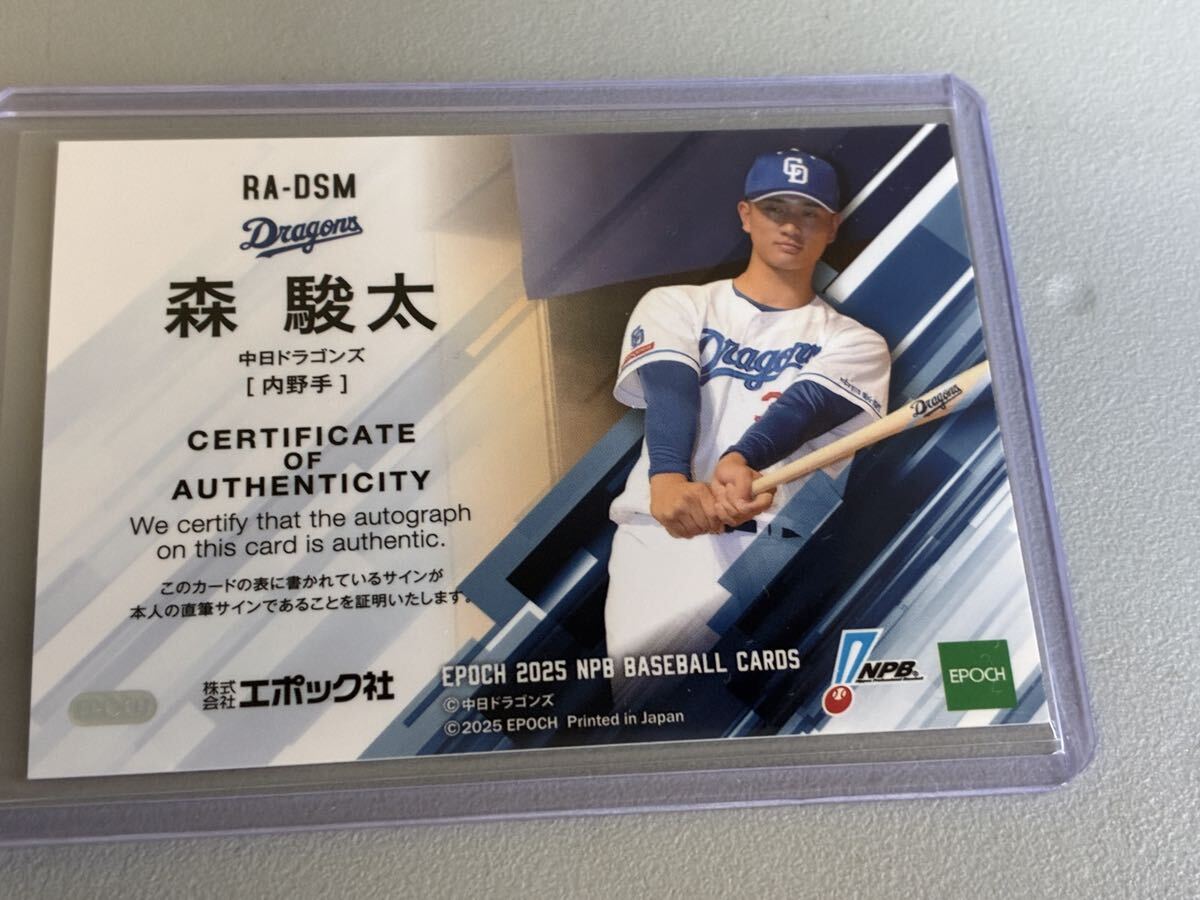 RA-DSM
Dragons
森 駿太
中日ドラゴンズ
[内野手]
CERTIFICATE
OF
AUTHENTICITY
We certify that the autograph
on this card is authentic.
このカードの表に書かれているサインが
本人の直筆サインであることを証明いたします。
株式会社 エポック社
EPOCH 2025 NPB BASEBALL CARDS
©中日ドラゴンズ
©2025 EPOCH Printed in Japan
NPB
EPOCH
CD
Dragons
Dragons
EPOCH